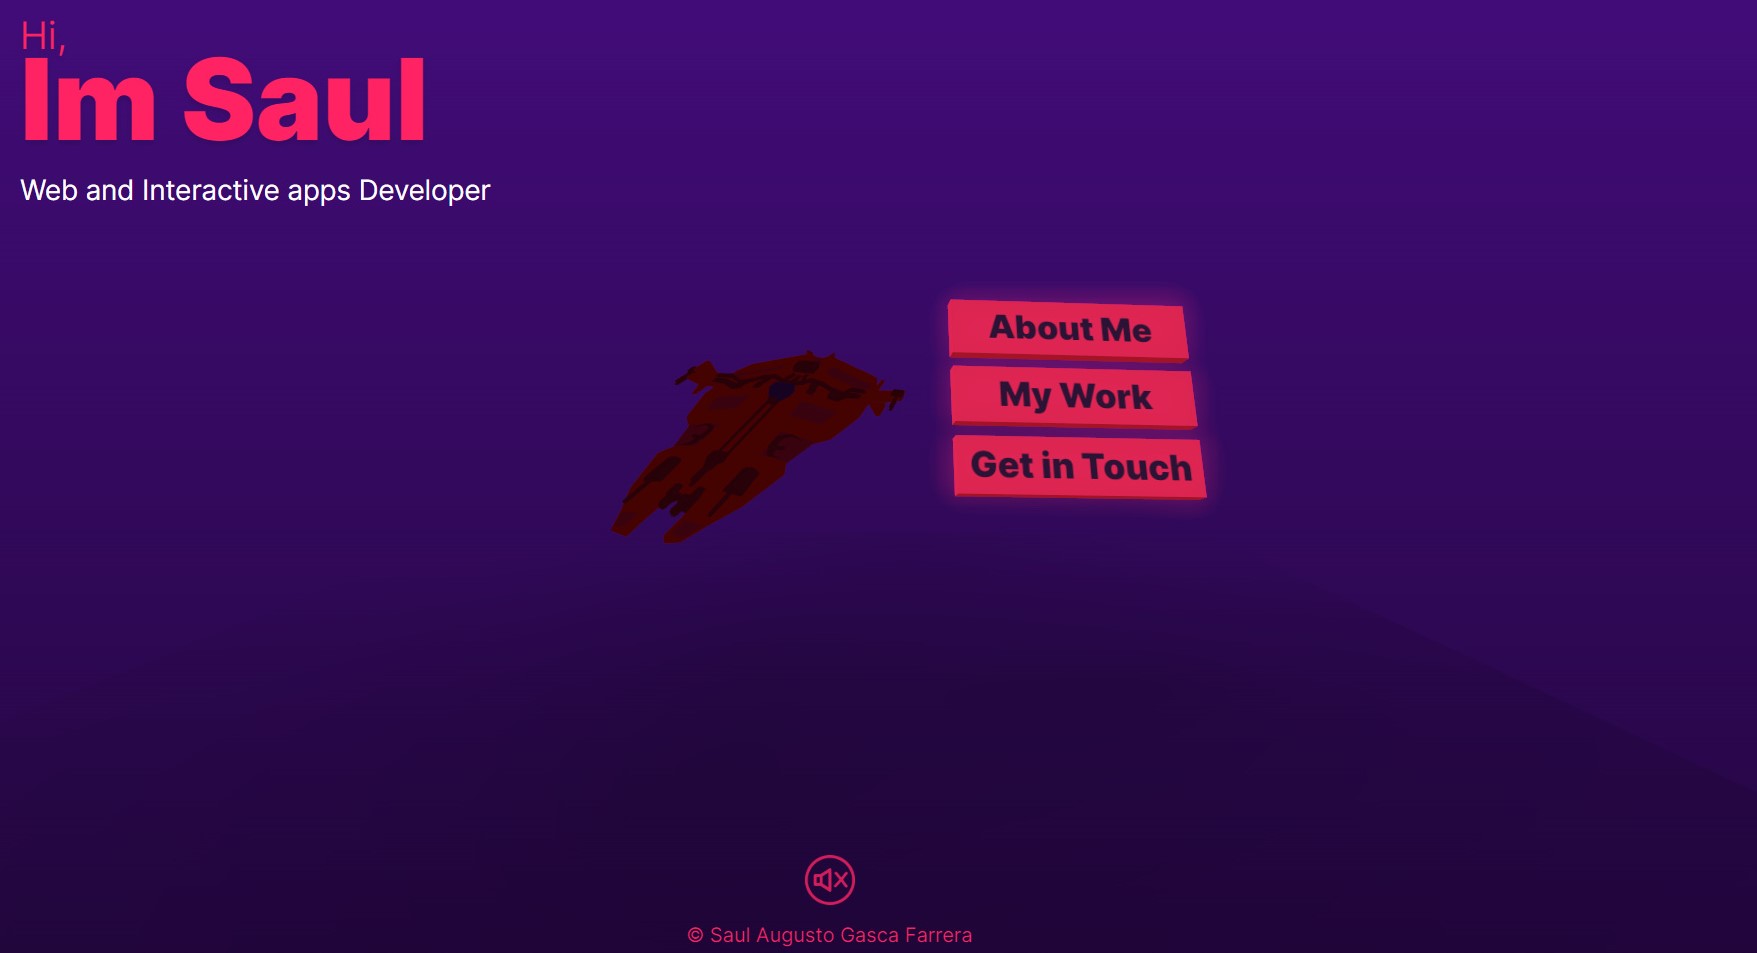 Hi,
Im Saul
Web and Interactive apps Developer
About Me
My Work
Get in Touch
© Saul Augusto Gasca Farrera